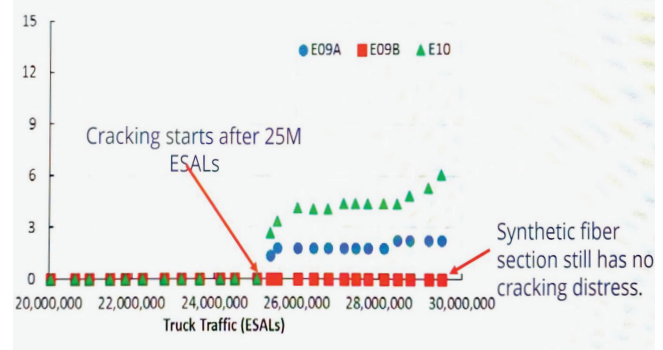 15
E09A E09B E10
12
Cracking starts after 25M
ESALs
9
6
3
Synthetic fiber
section still has no
cracking distress.
0
20,000,000 22,000,000 24,000,000 26,000,000 28,000,000 30,000,000
Truck Traffic (ESALs)